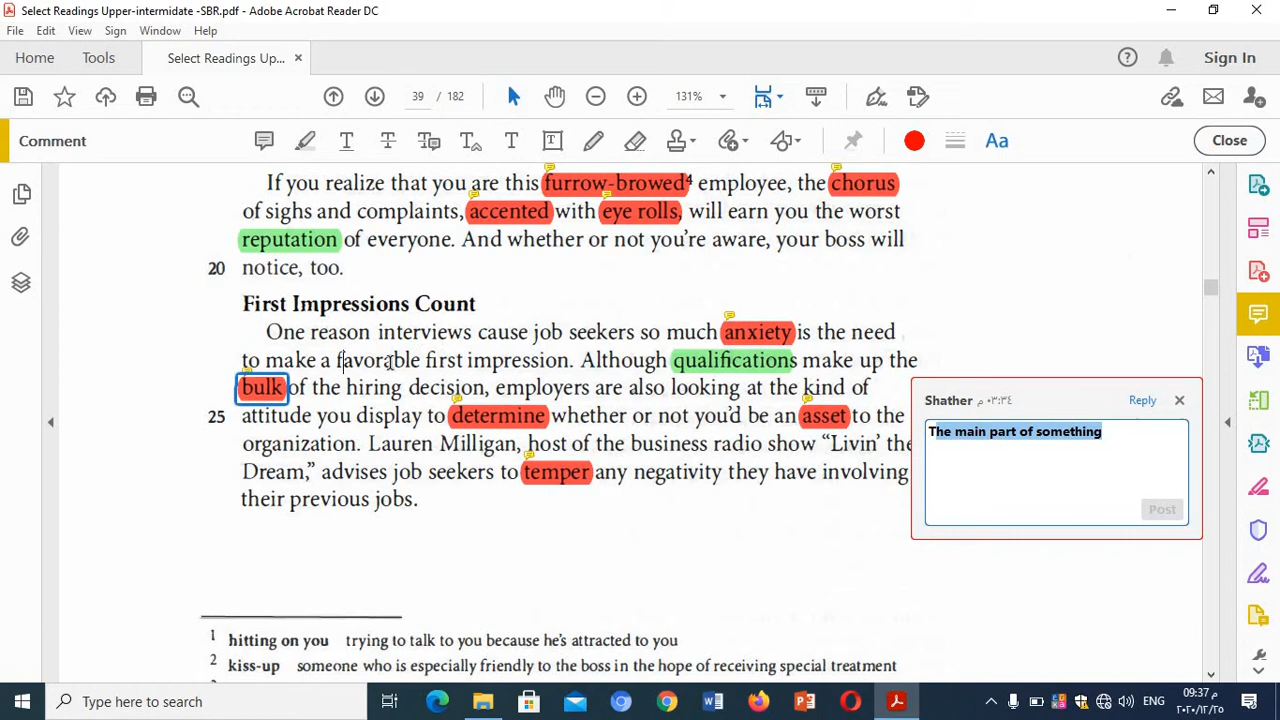 Select Readings Upper-intermidate -SBR.pdf - Adobe Acrobat Reader DC
File Edit View Sign Window Help
Home Tools Select Readings Up... Sign In
39 / 182 131%
Comment Close
If you realize that you are this furrow-browed⁴ employee, the chorus
of sighs and complaints, accented with eye rolls, will earn you the worst
reputation of everyone. And whether or not you’re aware, your boss will
20 notice, too.
First Impressions Count
One reason interviews cause job seekers so much anxiety is the need
to make a favorable first impression. Although qualifications make up the
bulk of the hiring decision, employers are also looking at the kind of
25 attitude you display to determine whether or not you’d be an asset to the
organization. Lauren Milligan, host of the business radio show “Livin’ the
Dream,” advises job seekers to temper any negativity they have involving
their previous jobs.
Shather ٠٣:٣٤ م Reply
The main part of something
Post
1 hitting on you trying to talk to you because he’s attracted to you
2 kiss-up someone who is especially friendly to the boss in the hope of receiving special treatment
Type here to search
ENG
09:37 م
٢٠٢٠/١٢/٢٥